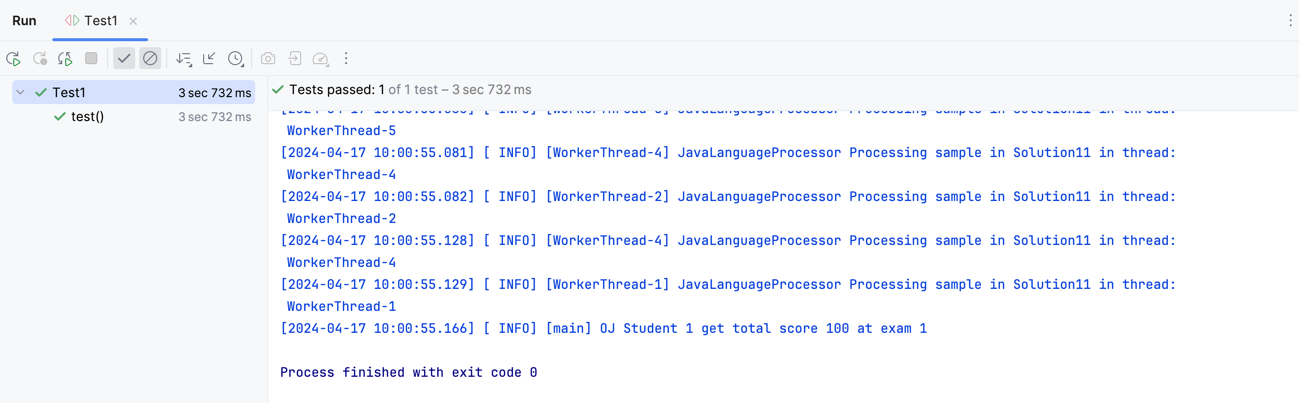 Run
Test1
Test1 3 sec 732 ms
Tests passed: 1 of 1 test – 3 sec 732 ms
test() 3 sec 732 ms
WorkerThread-5
[2024-04-17 10:00:55.081] [ INFO] [WorkerThread-4] JavaLanguageProcessor Processing sample in Solution11 in thread:
WorkerThread-4
[2024-04-17 10:00:55.082] [ INFO] [WorkerThread-2] JavaLanguageProcessor Processing sample in Solution11 in thread:
WorkerThread-2
[2024-04-17 10:00:55.128] [ INFO] [WorkerThread-4] JavaLanguageProcessor Processing sample in Solution11 in thread:
WorkerThread-4
[2024-04-17 10:00:55.129] [ INFO] [WorkerThread-1] JavaLanguageProcessor Processing sample in Solution11 in thread:
WorkerThread-1
[2024-04-17 10:00:55.166] [ INFO] [main] OJ Student 1 get total score 100 at exam 1
Process finished with exit code 0